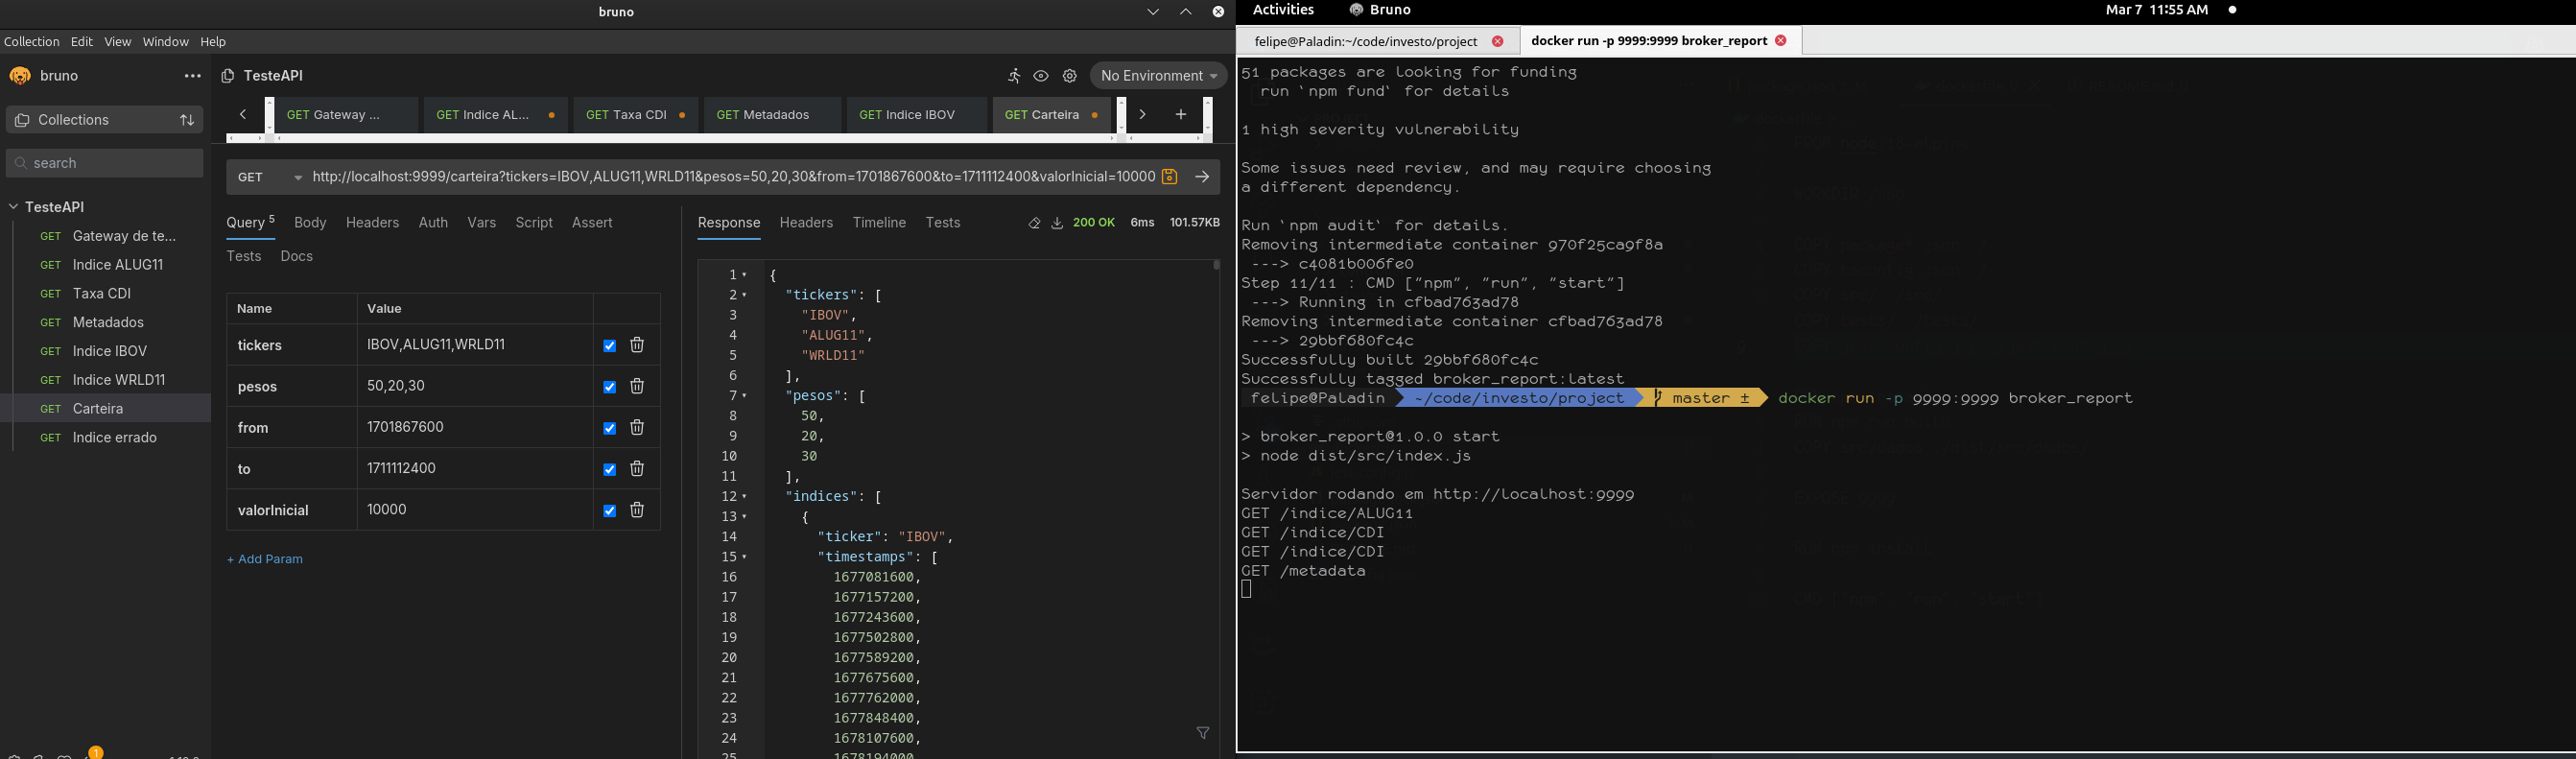 bruno
Collection Edit View Window Help
bruno
TesteAPI
No Environment
Collections
search
GET Gateway ...
GET Indice AL...
GET Taxa CDI
GET Metadados
GET Indice IBOV
GET Carteira
GET
http://localhost:9999/carteira?tickers=IBOV,ALUG11,WRLD11&pesos=50,20,30&from=1701867600&to=1711112400&valorInicial=10000
TesteAPI
GET Gateway de te...
GET Indice ALUG11
GET Taxa CDI
GET Metadados
GET Indice IBOV
GET Indice WRLD11
GET Carteira
GET Indice errado
1
Query 5 Body Headers Auth Vars Script Assert
Tests Docs
Name Value
tickers IBOV,ALUG11,WRLD11
pesos 50,20,30
from 1701867600
to 1711112400
valorInicial 10000
+ Add Param
Response Headers Timeline Tests
200 OK 6ms 101.57KB
1 {
2 "tickers": [
3 "IBOV",
4 "ALUG11",
5 "WRLD11"
6 ],
7 "pesos": [
8 50,
9 20,
10 30
11 ],
12 "indices": [
13 {
14 "ticker": "IBOV",
15 "timestamps": [
16 1677081600,
17 1677157200,
18 1677243600,
19 1677502800,
20 1677589200,
21 1677675600,
22 1677762000,
23 1677848400,
24 1678107600,
25 1678194000,
Activities Bruno Mar 7 11:55 AM
felipe@Paladin:~/code/investo/project
docker run -p 9999:9999 broker_report
51 packages are looking for funding
run `npm fund` for details
1 high severity vulnerability
Some issues need review, and may require choosing
a different dependency.
Run `npm audit` for details.
Removing intermediate container 970f25ca9f8a
---> c4081b006fe0
Step 11/11 : CMD ["npm", "run", "start"]
---> Running in cfbad763ad78
Removing intermediate container cfbad763ad78
---> 29bbf680fc4c
Successfully built 29bbf680fc4c
Successfully tagged broker_report:latest
felipe@Paladin ~/code/investo/project master ± docker run -p 9999:9999 broker_report
> broker_report@1.0.0 start
> node dist/src/index.js
Servidor rodando em http://localhost:9999
GET /indice/ALUG11
GET /indice/CDI
GET /indice/CDI
GET /metadata